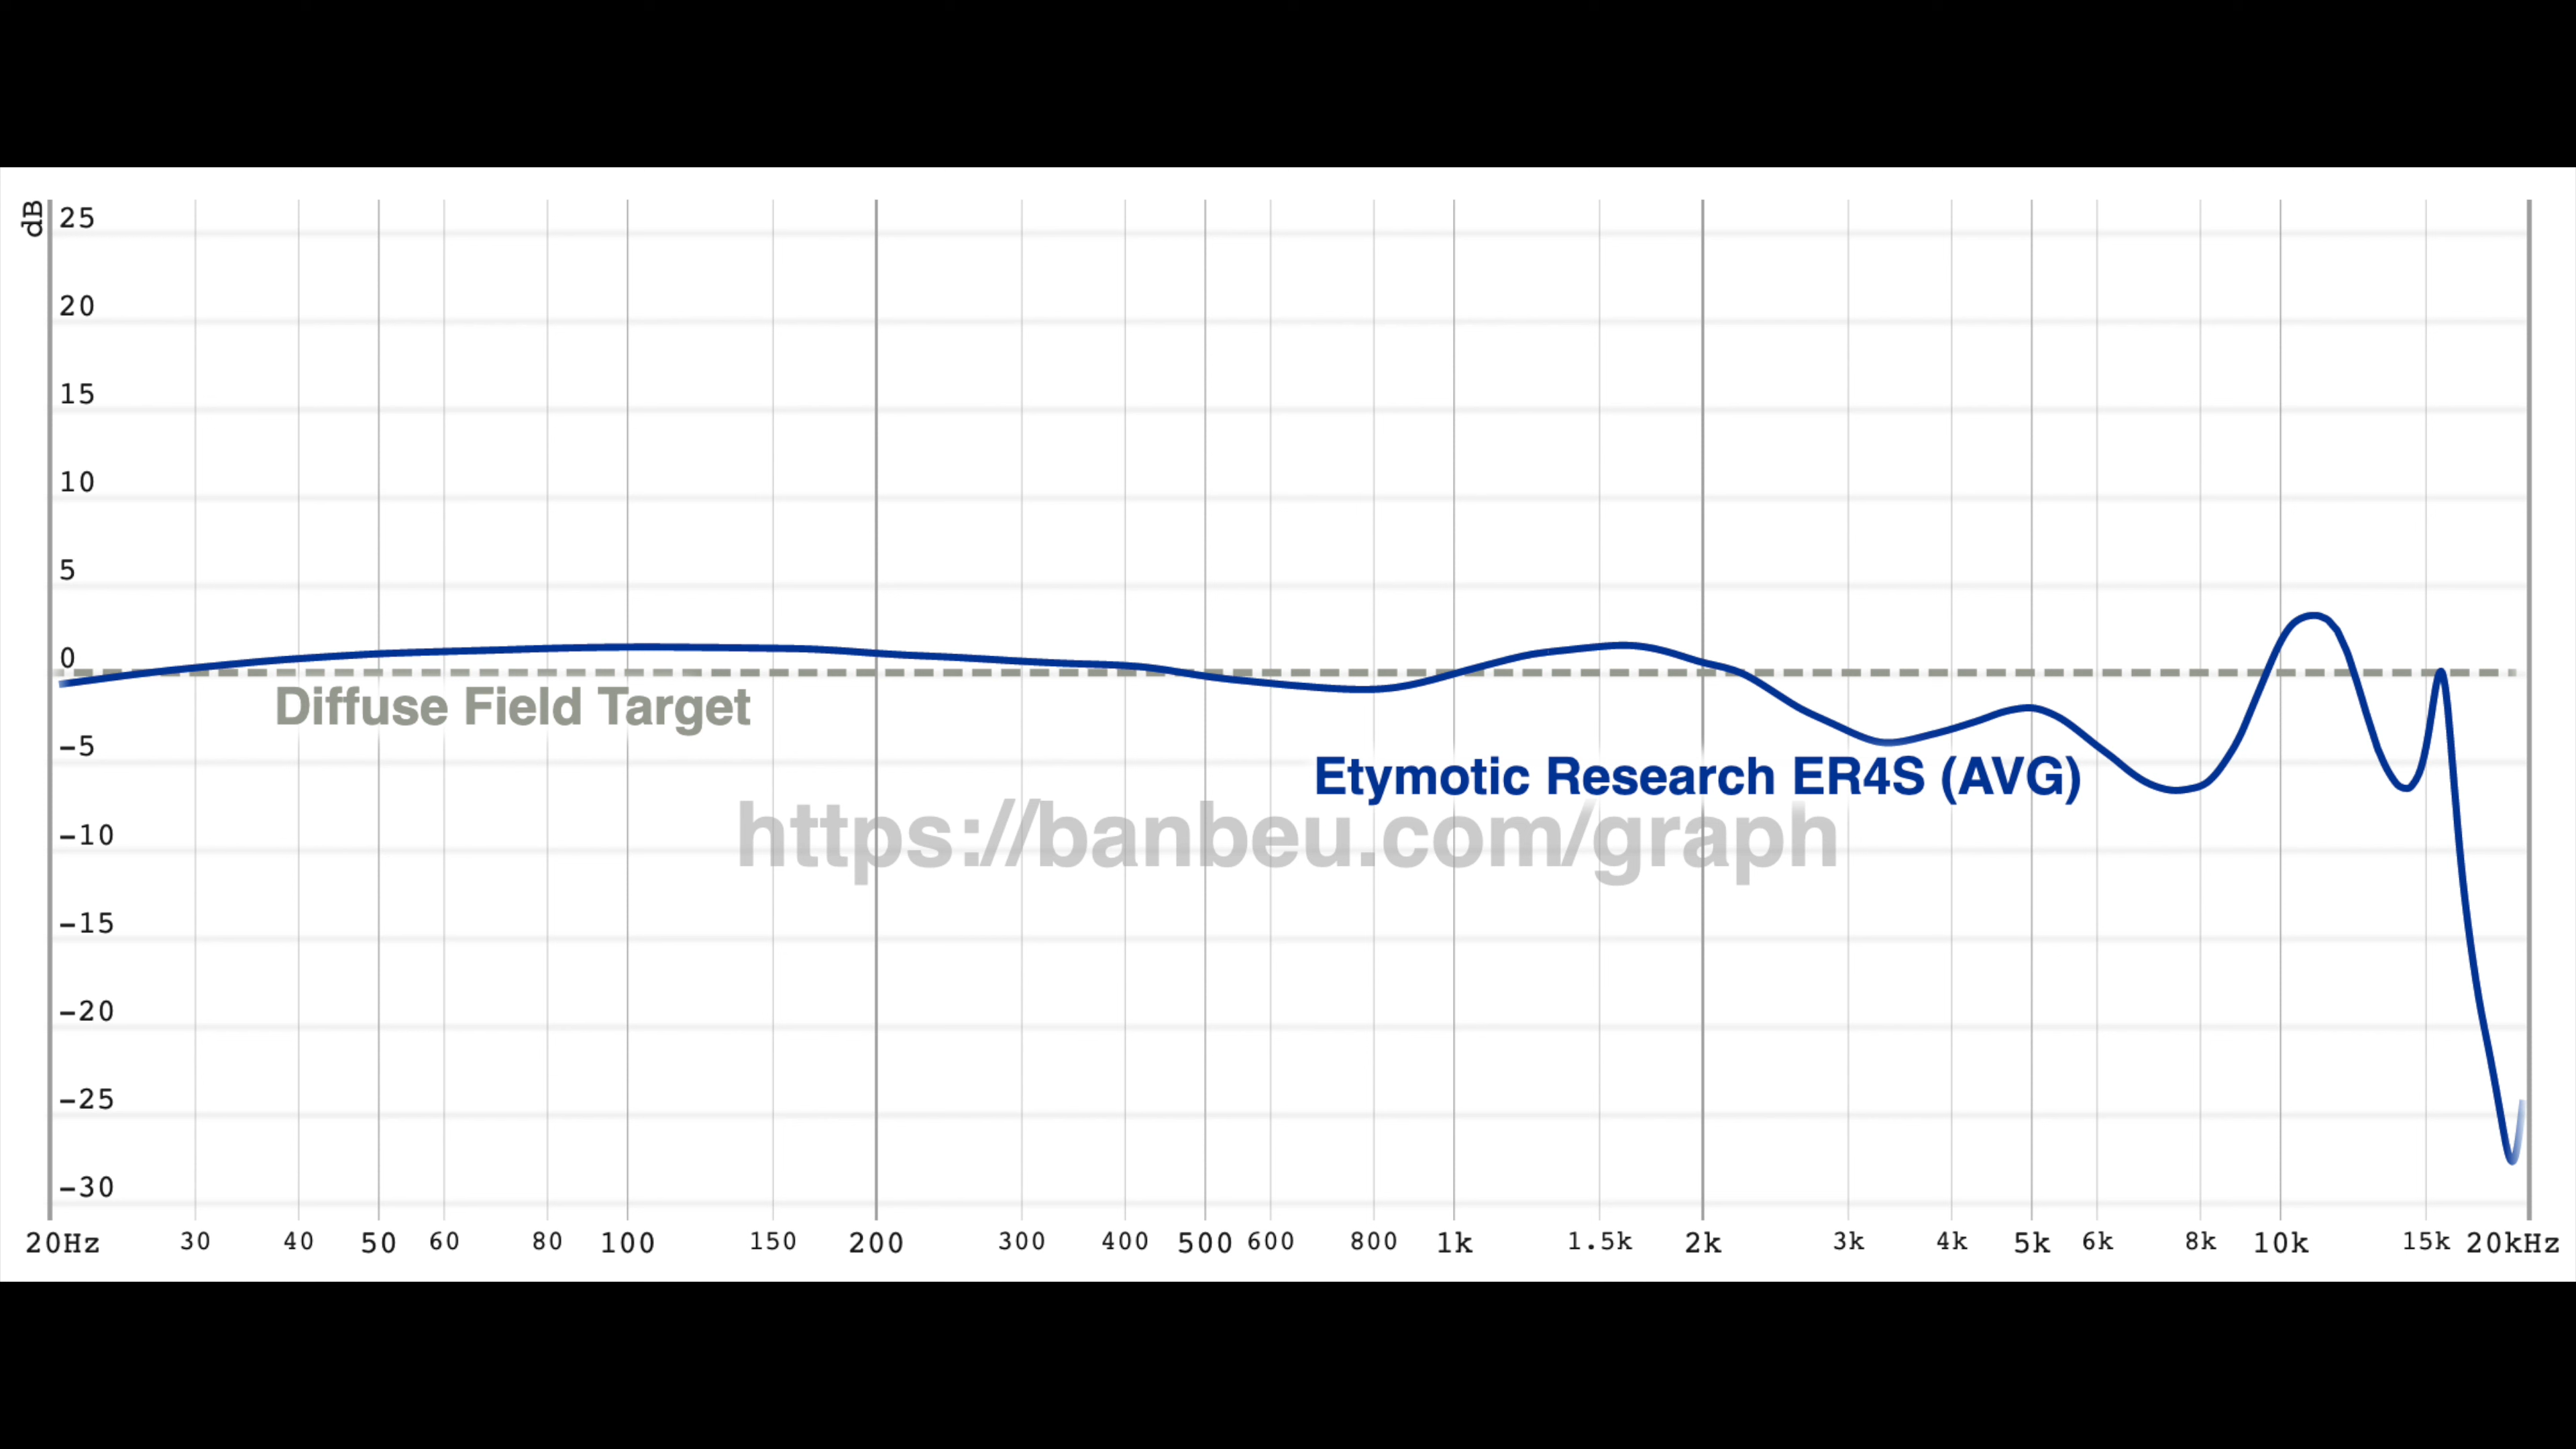 dB
25
20
15
10
5
0
Diffuse Field Target
-5
Etymotic Research ER4S (AVG)
https://banbeu.com/graph
-10
-15
-20
-25
-30
20Hz 30 40 50 60 80 100 150 200 300 400 500 600 800 1k 1.5k 2k 3k 4k 5k 6k 8k 10k 15k 20kHz